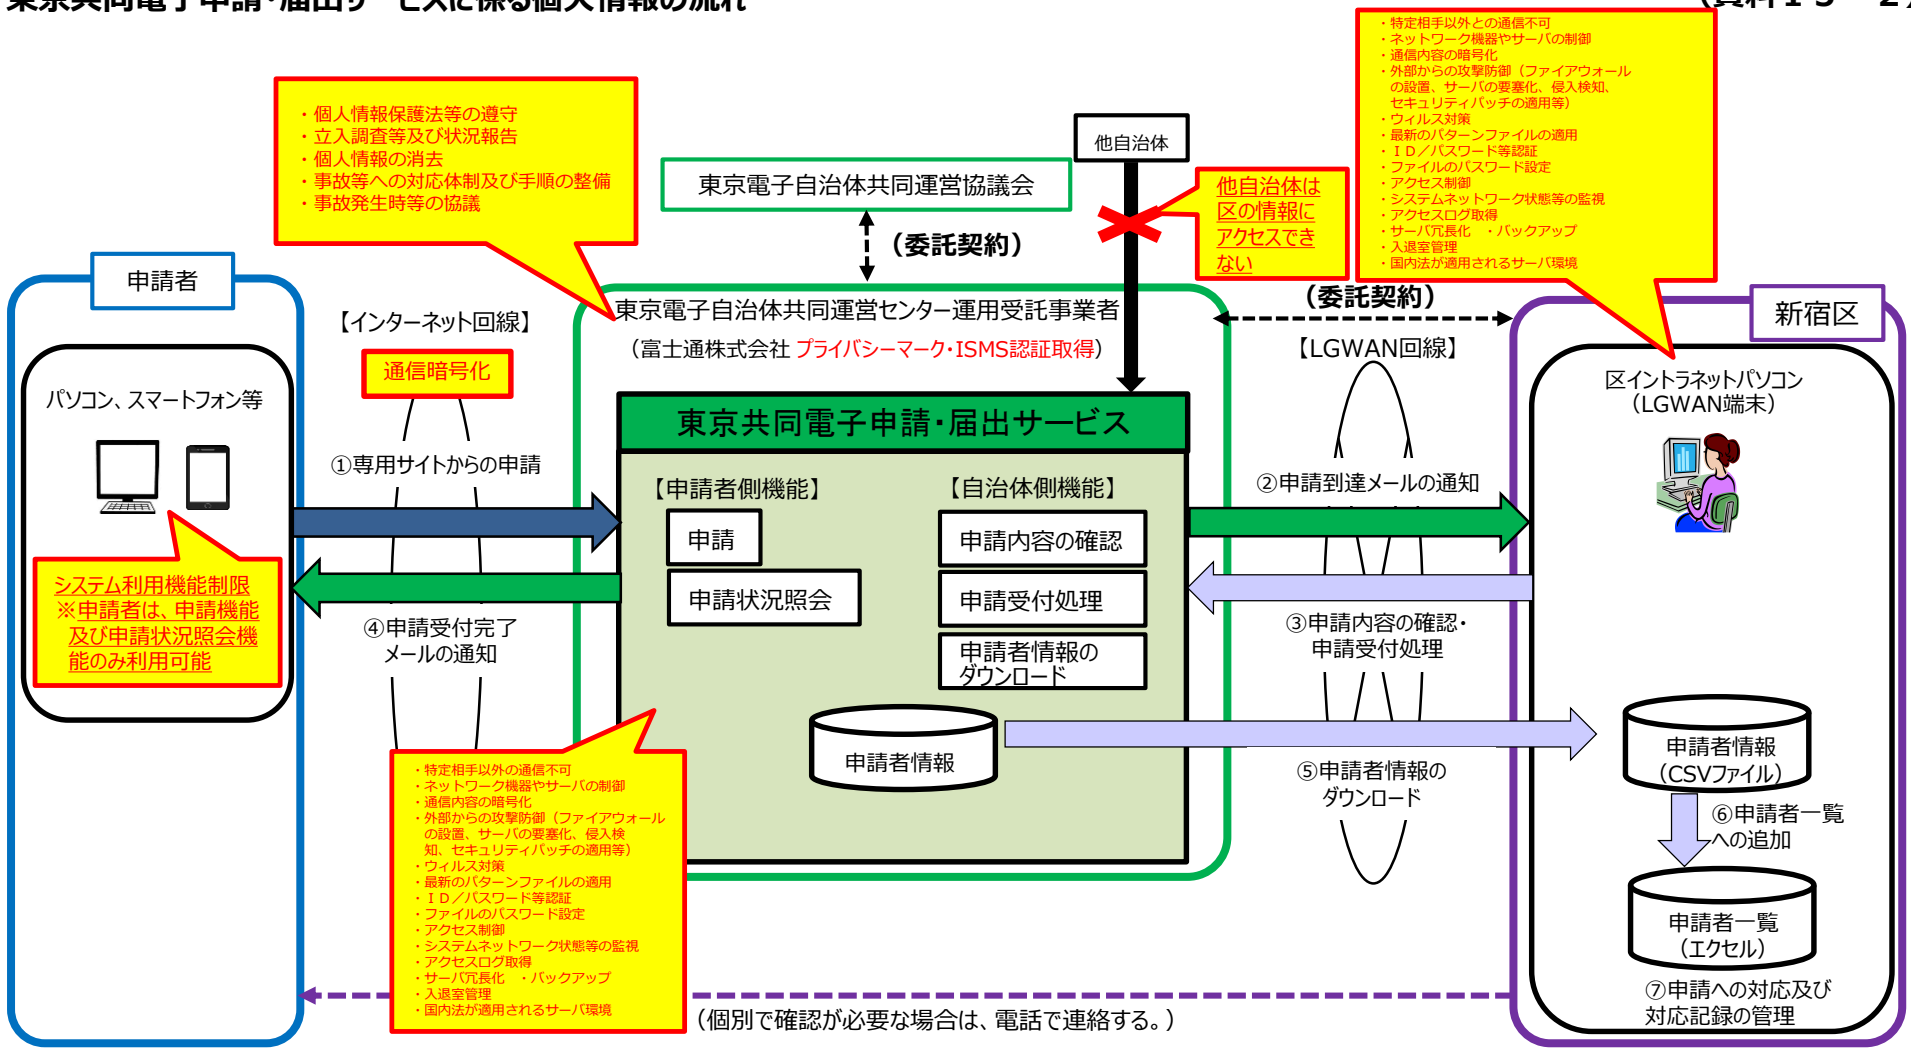 東京共同電子申請・届出サービスに係る個人情報の流れ
・特定相手以外との通信不可
・ネットワーク機器やサーバの制御
・通信内容の暗号化
・外部からの攻撃防御（ファイアウォール
の設置、サーバの要塞化、侵入検知、
セキュリティパッチの適用等）
・ウィルス対策
・最新のパターンファイルの適用
・ＩＤ／パスワード等認証
・ファイルのパスワード設定
・アクセス制御
・システムネットワーク状態等の監視
・アクセスログ取得
・サーバ冗長化　・バックアップ
・入退室管理
・国内法が適用されるサーバ環境
・個人情報保護法等の遵守
・立入調査等及び状況報告
・個人情報の消去
・事故等への対応体制及び手順の整備
・事故発生時等の協議
他自治体
東京電子自治体共同運営協議会
他自治体は
区の情報に
アクセスでき
ない
（委託契約）
申請者
【インターネット回線】
通信暗号化
東京電子自治体共同運営センター運用受託事業者
（富士通株式会社 プライバシーマーク・ISMS認証取得）
（委託契約）
【LGWAN回線】
新宿区
パソコン、スマートフォン等
区イントラネットパソコン
（LGWAN端末）
東京共同電子申請・届出サービス
①専用サイトからの申請
【申請者側機能】
【自治体側機能】
②申請到達メールの通知
申請
申請内容の確認
申請状況照会
申請受付処理
申請者情報の
ダウンロード
システム利用機能制限
※申請者は、申請機能
及び申請状況照会機
能のみ利用可能
④申請受付完了
メールの通知
③申請内容の確認・
申請受付処理
申請者情報
⑤申請者情報の
ダウンロード
申請者情報
（CSVファイル）
⑥申請者一覧
への追加
申請者一覧
（エクセル）
⑦申請への対応及び
対応記録の管理
・特定相手以外の通信不可
・ネットワーク機器やサーバの制御
・通信内容の暗号化
・外部からの攻撃防御（ファイアウォール
の設置、サーバの要塞化、侵入検
知、セキュリティパッチの適用等）
・ウィルス対策
・最新のパターンファイルの適用
・ＩＤ／パスワード等認証
・ファイルのパスワード設定
・アクセス制御
・システムネットワーク状態等の監視
・アクセスログ取得
・サーバ冗長化　・バックアップ
・入退室管理
・国内法が適用されるサーバ環境
（個別で確認が必要な場合は、電話で連絡する。）